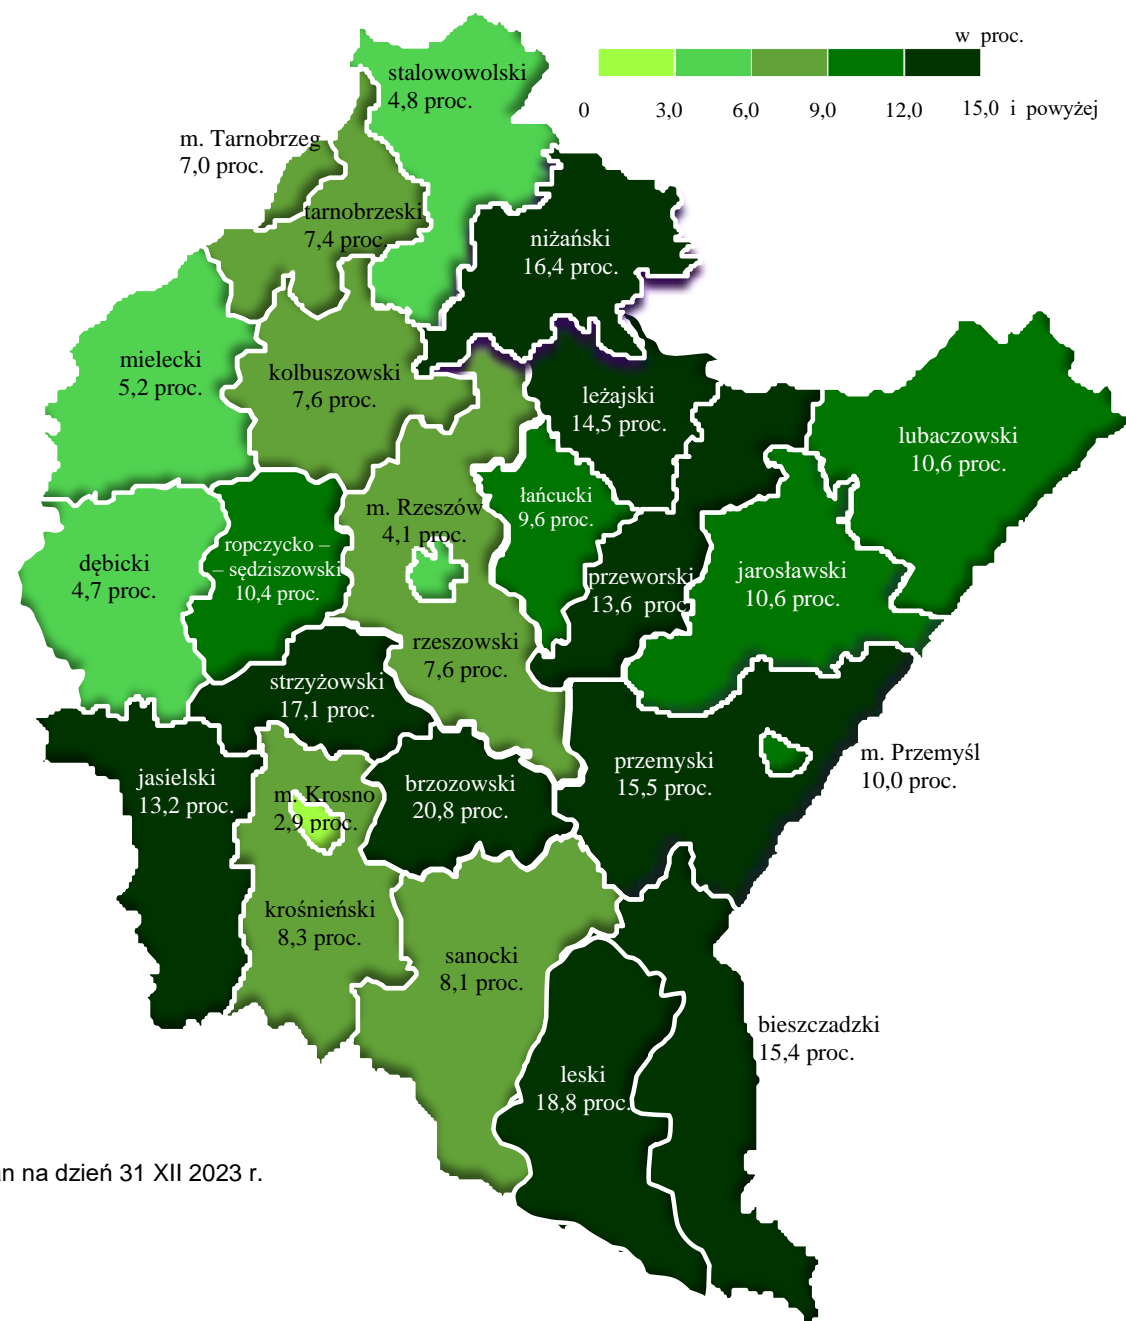 w proc.
0 3,0 6,0 9,0 12,0 15,0 i powyżej
stalowowolski
4,8 proc.
m. Tarnobrzeg
7,0 proc.
tarnobrzeski
7,4 proc.
niżański
16,4 proc.
mielecki
5,2 proc.
kolbuszowski
7,6 proc.
leżajski
14,5 proc.
lubaczowski
10,6 proc.
łańcucki
9,6 proc.
m. Rzeszów
4,1 proc.
ropczycko –
– sędziszowski
10,4 proc.
dębicki
4,7 proc.
przeworski
13,6 proc
jarosławski
10,6 proc.
rzeszowski
7,6 proc.
strzyżowski
17,1 proc.
m. Przemyśl
10,0 proc.
przemyski
15,5 proc.
jasielski
13,2 proc.
brzozowski
20,8 proc.
m. Krosno
2,9 proc.
krośnieński
8,3 proc.
sanocki
8,1 proc.
bieszczadzki
15,4 proc.
leski
18,8 proc.
n na dzień 31 XII 2023 r.